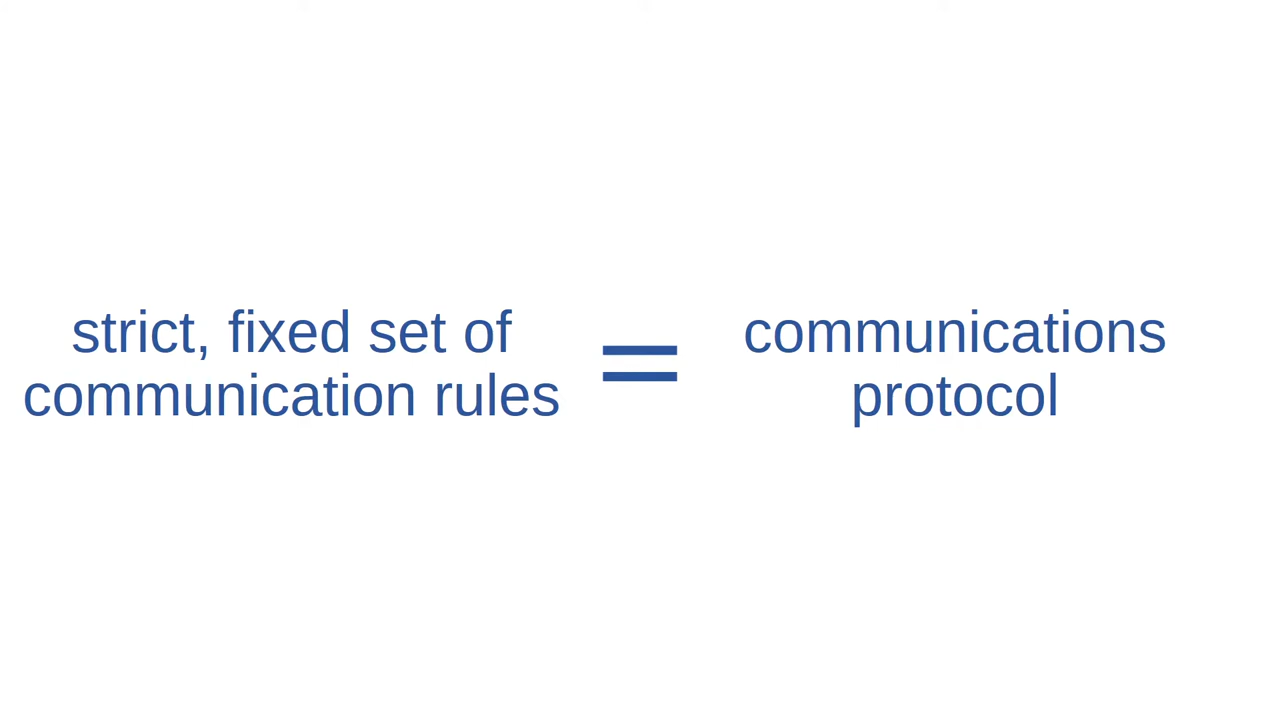 strict, fixed set of
communication rules
=
communications
protocol